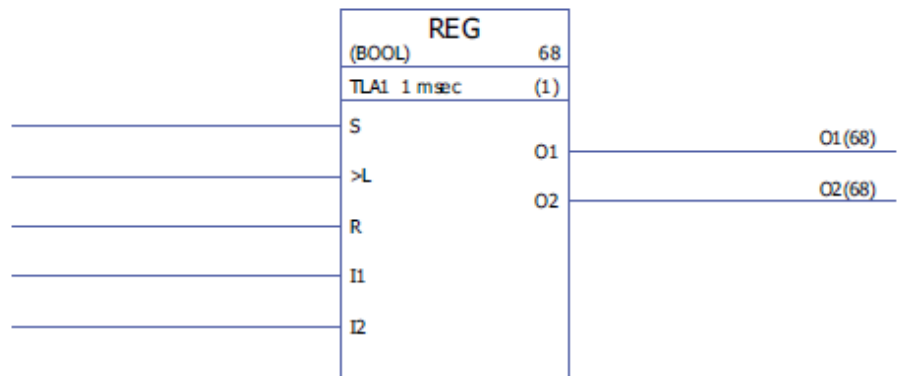 REG
(BOOL) 68
TLA1 1 msec (1)
S
O1 O1(68)
>L
O2 O2(68)
R
I1
I2